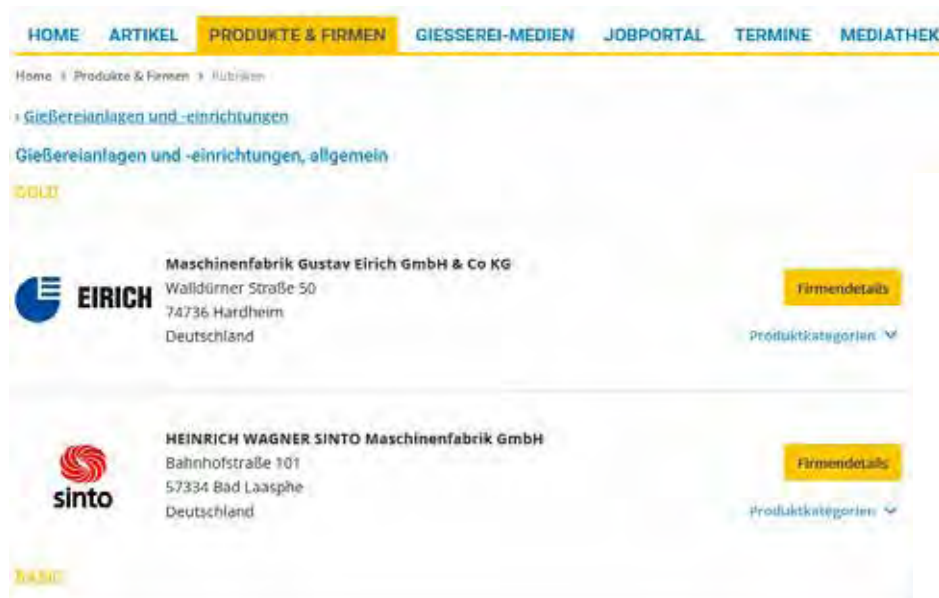 HOME ARTIKEL PRODUKTE & FIRMEN GIESSEREI-MEDIEN JOBPORTAL TERMINE MEDIATHEK
Home › Produkte & Firmen › Rubriken
› Gießereianlagen und -einrichtungen
Gießereianlagen und -einrichtungen, allgemein
GOLD
EIRICH
Maschinenfabrik Gustav Eirich GmbH & Co KG
Walldürner Straße 50
74736 Hardheim
Deutschland
Firmendetails
Produktkategorien
sinto
HEINRICH WAGNER SINTO Maschinenfabrik GmbH
Bahnhofstraße 101
57334 Bad Laasphe
Deutschland
Firmendetails
Produktkategorien
BASIC